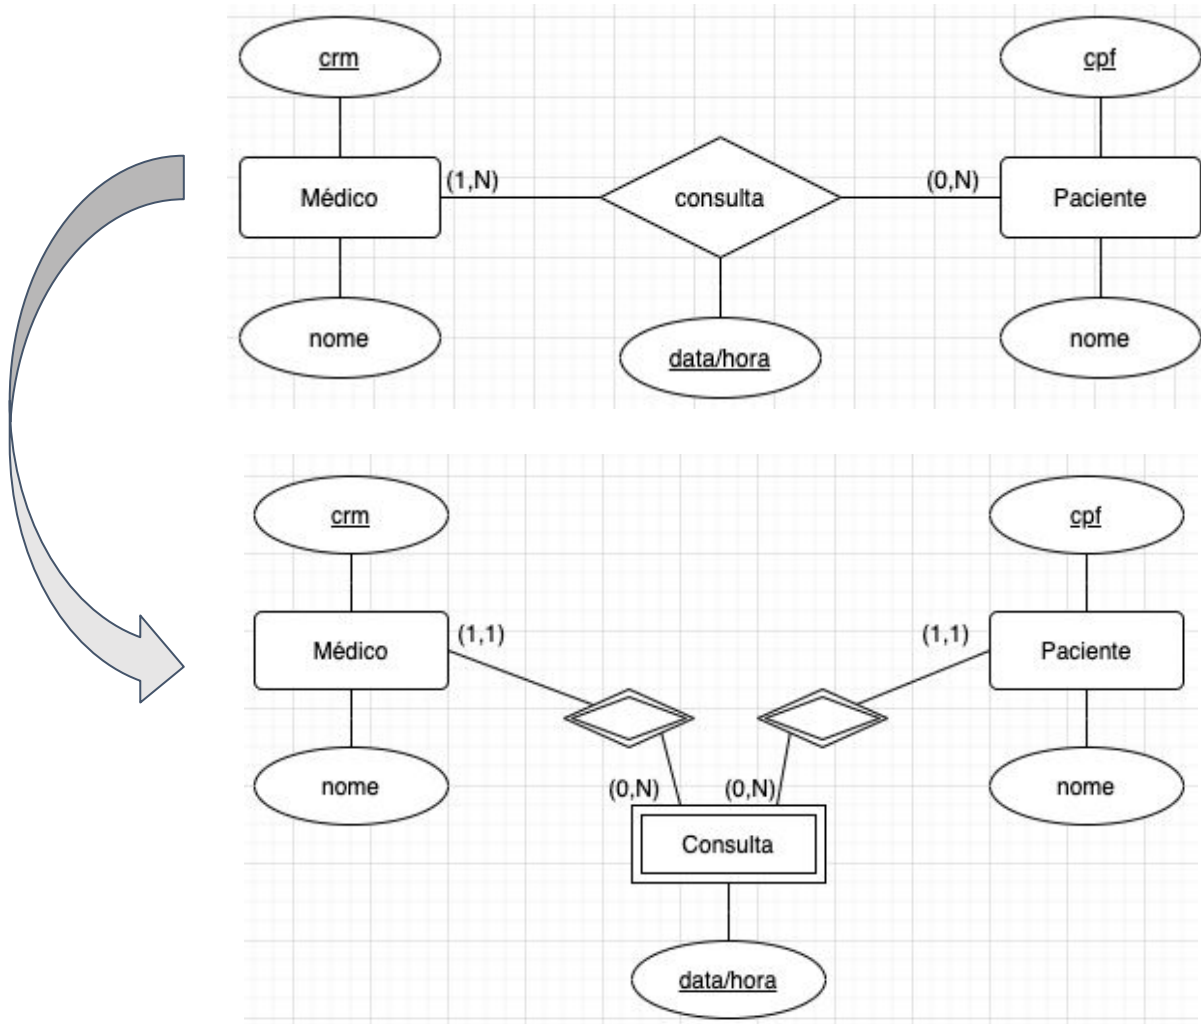 crm
cpf
Médico
(1,N)
consulta
(0,N)
Paciente
nome
data/hora
nome
crm
cpf
Médico
(1,1)
(1,1)
Paciente
nome
(0,N)
(0,N)
nome
Consulta
data/hora